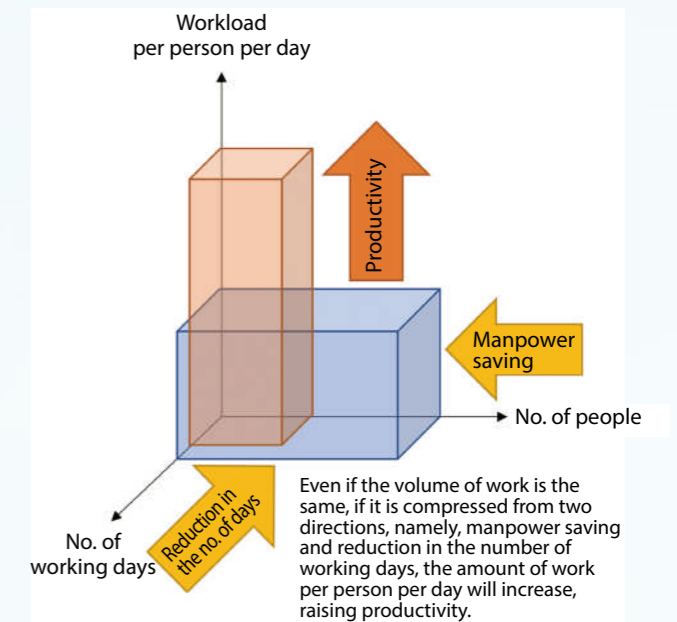 Workload
per person per day
Productivity
Manpower
saving
No. of people
Reduction in
the no. of days
No. of
working days
Even if the volume of work is the
same, if it is compressed from two
directions, namely, manpower saving
and reduction in the number of
working days, the amount of work
per person per day will increase,
raising productivity.